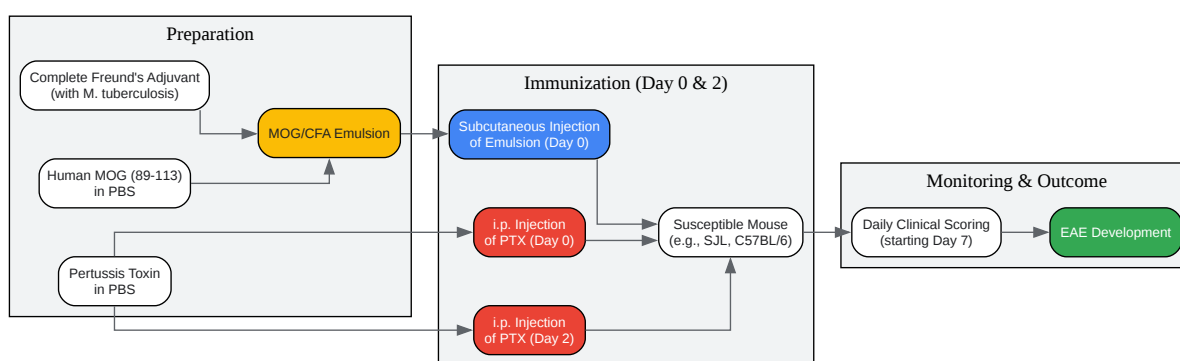 Preparation
Complete Freund's Adjuvant
(with M. tuberculosis)
MOG/CFA Emulsion
Human MOG (89-113)
in PBS
Pertussis Toxin
in PBS
Immunization (Day 0 & 2)
Subcutaneous Injection
of Emulsion (Day 0)
i.p. Injection
of PTX (Day 0)
i.p. Injection
of PTX (Day 2)
Susceptible Mouse
(e.g., SJL, C57BL/6)
Monitoring & Outcome
Daily Clinical Scoring
(starting Day 7)
EAE Development